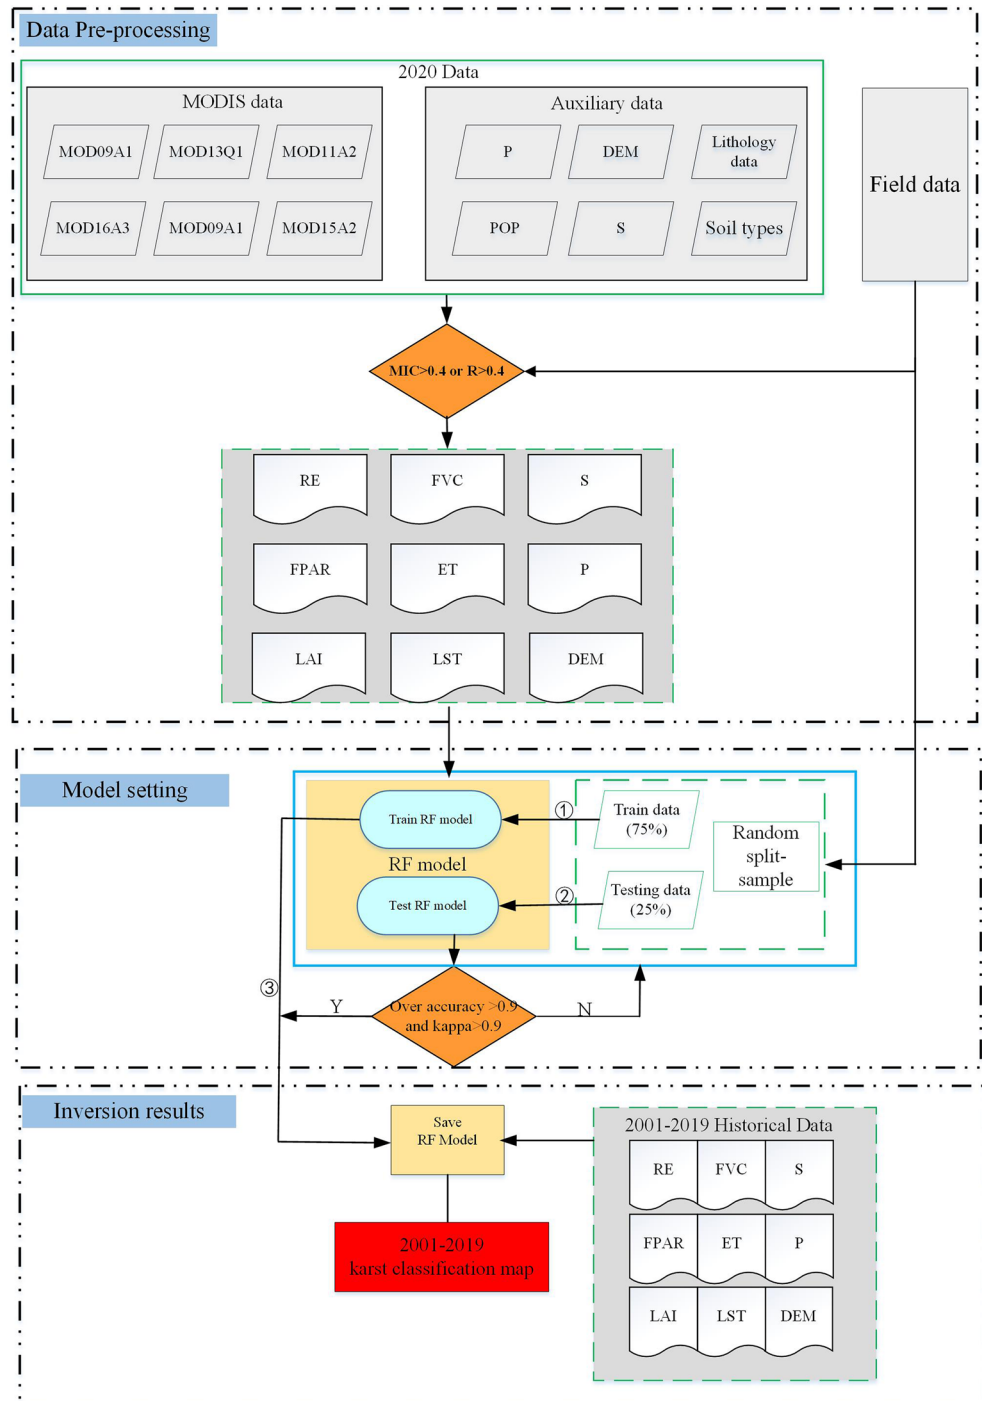 Data Pre-processing
2020 Data
MODIS data
MOD09A1
MOD13Q1
MOD11A2
MOD16A3
MOD09A1
MOD15A2
Auxiliary data
P
DEM
Lithology
data
POP
S
Soil types
Field data
MIC>0.4 or R>0.4
RE
FVC
S
FPAR
ET
P
LAI
LST
DEM
Model setting
Train RF model
RF model
Test RF model
①
Train data
(75%)
②
Testing data
(25%)
Random
split-
sample
③
Y
Over accuracy >0.9
and kappa>0.9
N
Inversion results
Save
RF Model
2001-2019
karst classification map
2001-2019 Historical Data
RE
FVC
S
FPAR
ET
P
LAI
LST
DEM